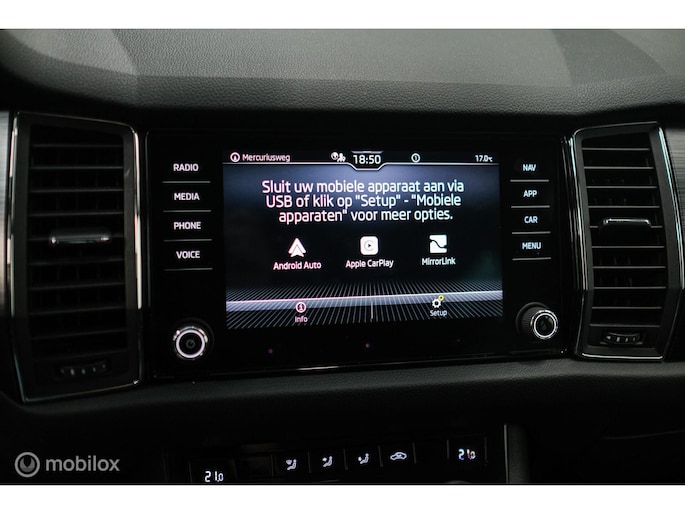 RADIO
MEDIA
PHONE
VOICE
Mercuriusweg
18:50
17.0°C
Sluit uw mobiele apparaat aan via
USB of klik op "Setup" - "Mobiele
apparaten" voor meer opties.
Android Auto
Apple CarPlay
MirrorLink
Info
Setup
NAV
APP
CAR
MENU
21.0
21.0
mobilox